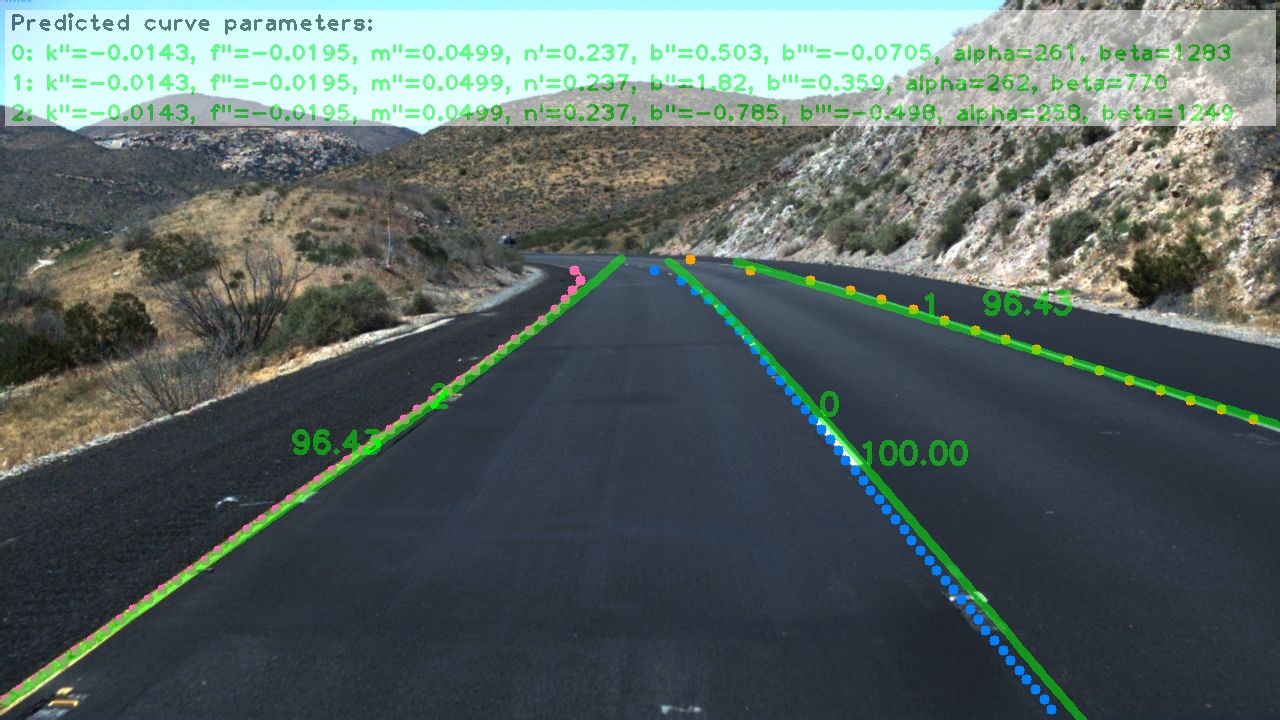 Predicted curve parameters:
0: k''=-0.0143, f''=-0.0195, m''=0.0499, n'=0.237, b''=0.503, b'''=-0.0705, alpha=261, beta=1283
1: k''=-0.0143, f''=-0.0195, m''=0.0499, n'=0.237, b''=1.82, b'''=0.359, alpha=262, beta=770
2: k''=-0.0143, f''=-0.0195, m''=0.0499, n'=0.237, b''=-0.785, b'''=-0.498, alpha=258, beta=1249
1 96.43
2 0
96.43 100.00